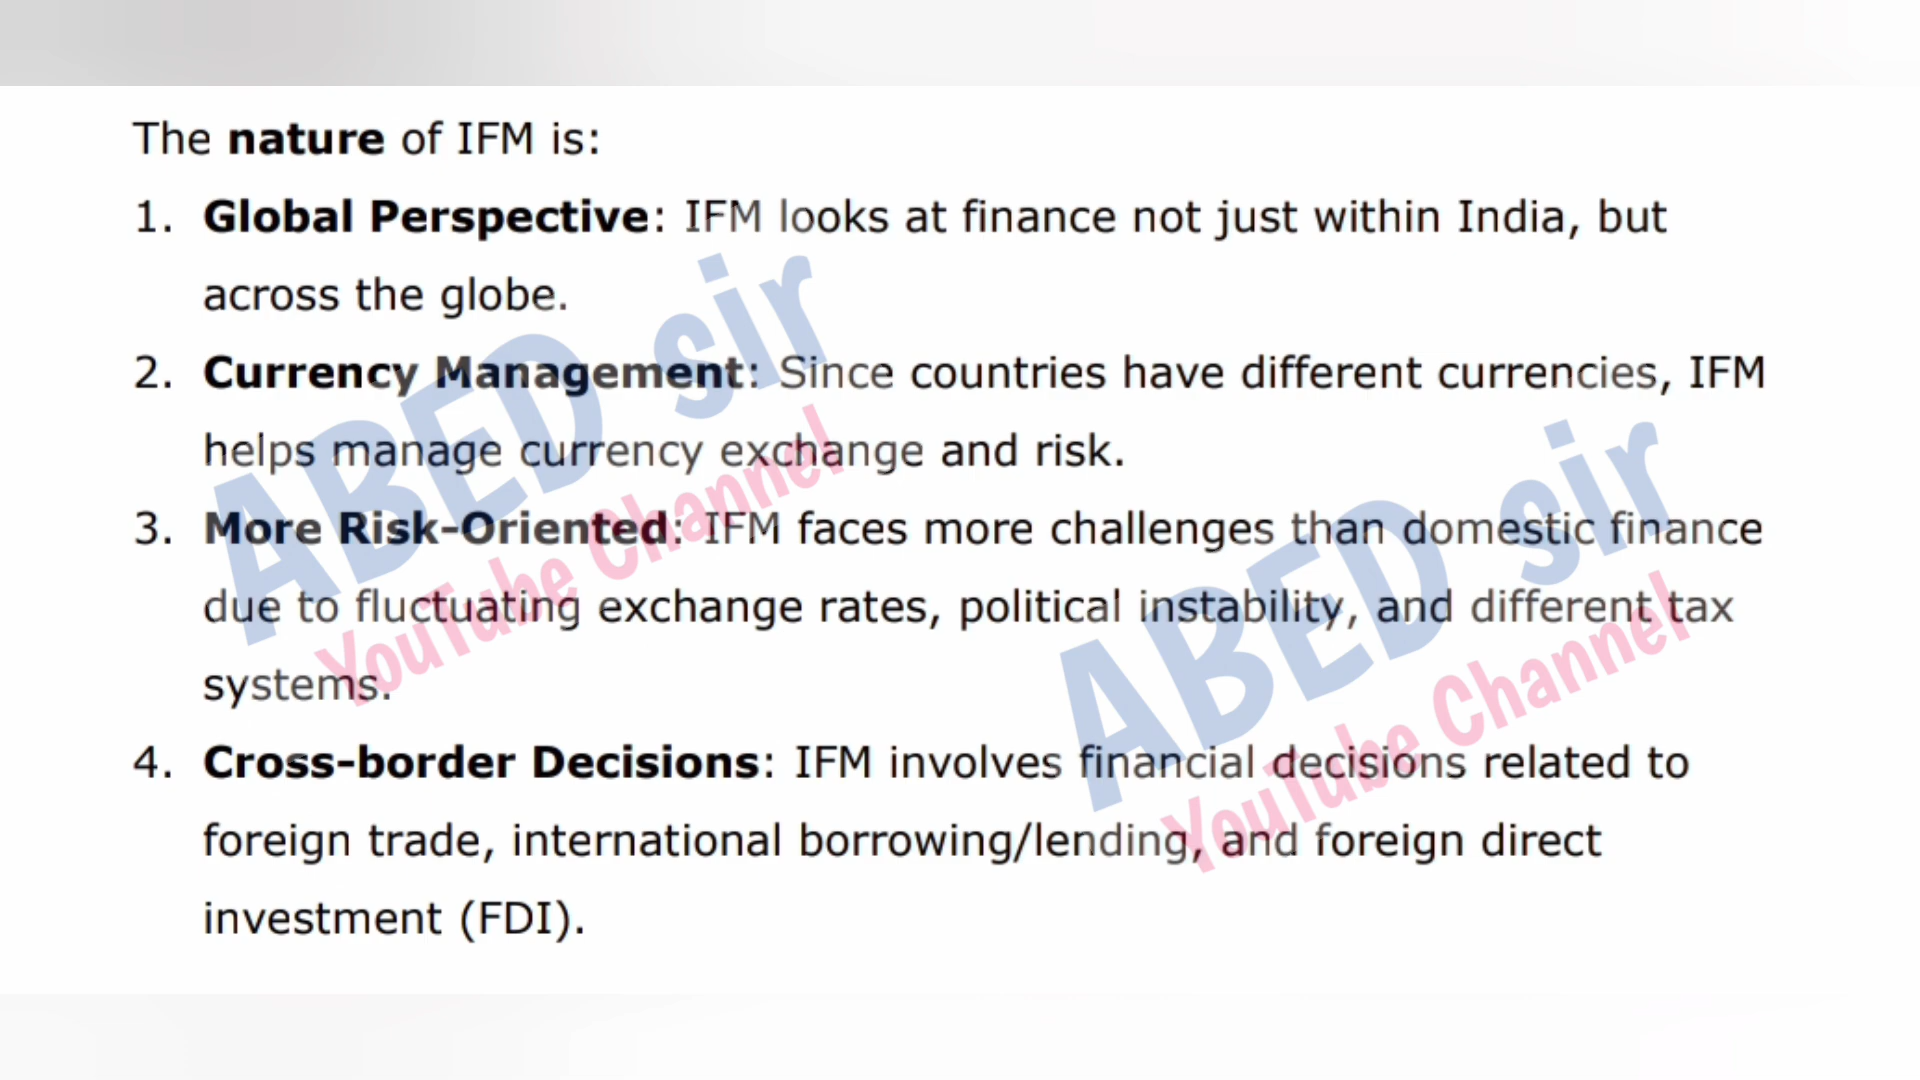 The nature of IFM is:
1. Global Perspective: IFM looks at finance not just within India, but
across the globe.
2. Currency Management: Since countries have different currencies, IFM
helps manage currency exchange and risk.
3. More Risk-Oriented: IFM faces more challenges than domestic finance
due to fluctuating exchange rates, political instability, and different tax
systems.
4. Cross-border Decisions: IFM involves financial decisions related to
foreign trade, international borrowing/lending, and foreign direct
investment (FDI).
ABED sir
YouTube Channel
ABED sir
YouTube Channel